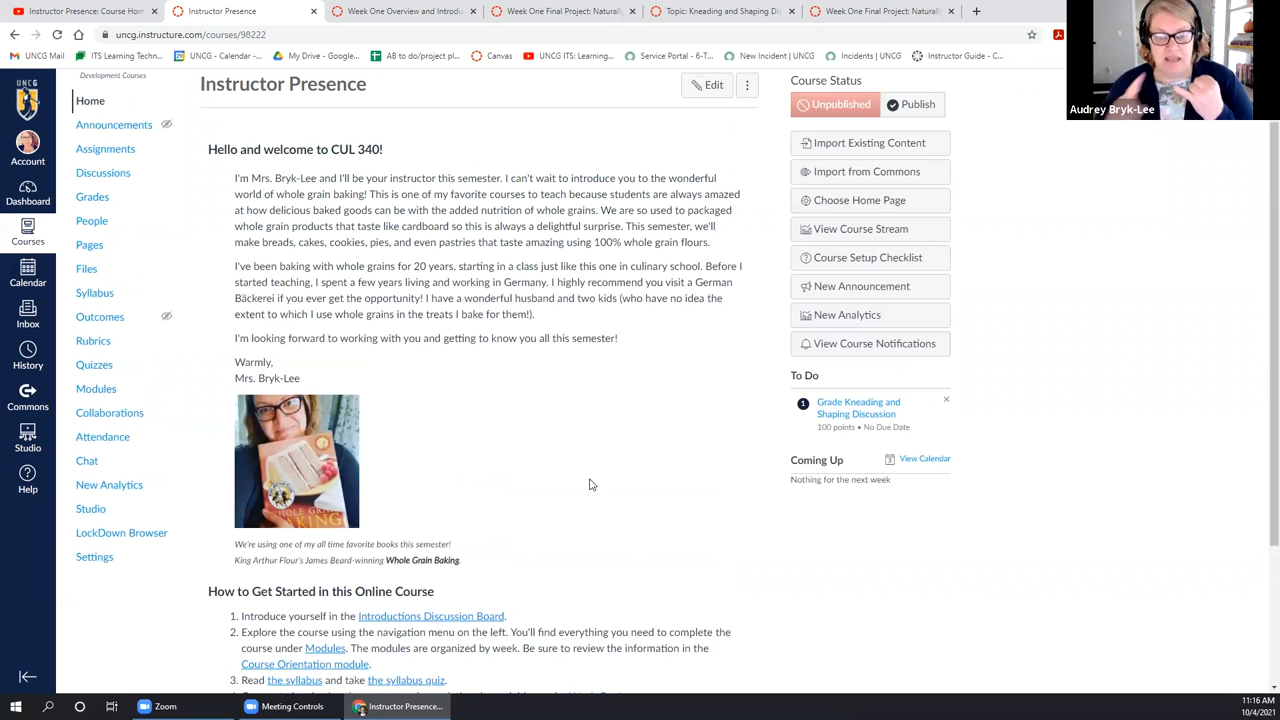 Instructor Presence: Course Hom
Instructor Presence
Week One Overview and Introdu
Week One Final Project: Naturally
Topic: Kneading and Shaping Dis
Week One Final Project: Naturally
uncg.instructure.com/courses/98222
UNCG Mail
ITS Learning Techn...
UNCG - Calendar -...
My Drive - Google...
AB to do/project pl...
Canvas
UNCG ITS: Learning...
Service Portal - 6-T...
New Incident | UNCG
Incidents | UNCG
Instructor Guide - C...
Audrey Bryk-Lee
UNCG
Account
Dashboard
Courses
Calendar
Inbox
History
Commons
Studio
Help
Development Courses
Home
Announcements
Assignments
Discussions
Grades
People
Pages
Files
Syllabus
Outcomes
Rubrics
Quizzes
Modules
Collaborations
Attendance
Chat
New Analytics
Studio
LockDown Browser
Settings
Instructor Presence
Edit
Hello and welcome to CUL 340!
I'm Mrs. Bryk-Lee and I'll be your instructor this semester. I can't wait to introduce you to the wonderful
world of whole grain baking! This is one of my favorite courses to teach because students are always amazed
at how delicious baked goods can be with the added nutrition of whole grains. We are so used to packaged
whole grain products that taste like cardboard so this is always a delightful surprise. This semester, we'll
make breads, cakes, cookies, pies, and even pastries that taste amazing using 100% whole grain flours.
I've been baking with whole grains for 20 years, starting in a class just like this one in culinary school. Before I
started teaching, I spent a few years living and working in Germany. I highly recommend you visit a German
Bäckerei if you ever get the opportunity! I have a wonderful husband and two kids (who have no idea the
extent to which I use whole grains in the treats I bake for them!).
I'm looking forward to working with you and getting to know you all this semester!
Warmly,
Mrs. Bryk-Lee
We're using one of my all time favorite books this semester!
King Arthur Flour's James Beard-winning Whole Grain Baking.
How to Get Started in this Online Course
1. Introduce yourself in the Introductions Discussion Board.
2. Explore the course using the navigation menu on the left. You'll find everything you need to complete the
course under Modules. The modules are organized by week. Be sure to review the information in the
Course Orientation module.
3. Read the syllabus and take the syllabus quiz.
Course Status
Unpublished
Publish
Import Existing Content
Import from Commons
Choose Home Page
View Course Stream
Course Setup Checklist
New Announcement
New Analytics
View Course Notifications
To Do
1
Grade Kneading and
Shaping Discussion
100 points • No Due Date
Coming Up
View Calendar
Nothing for the next week
Zoom
Meeting Controls
Instructor Presence...
11:16 AM
10/4/2021